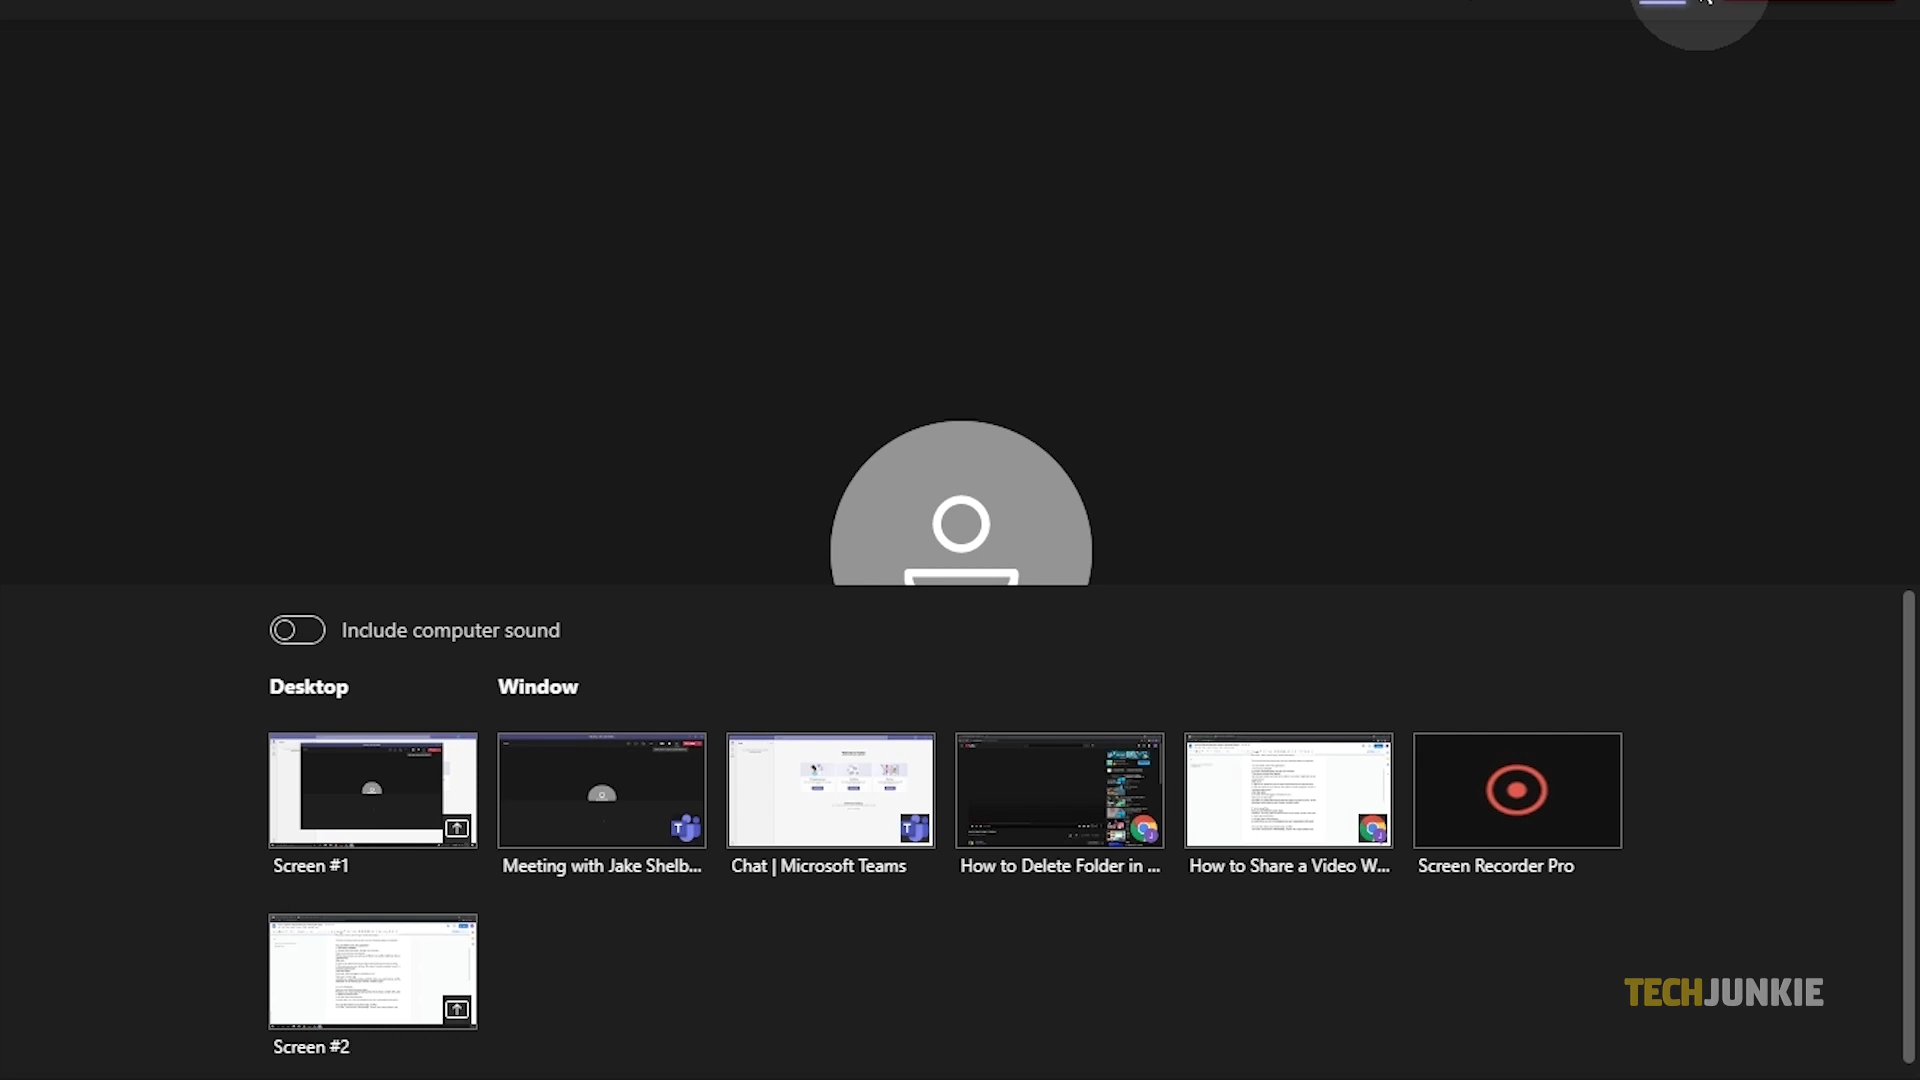 Include computer sound
Desktop
Window
Screen #1
Meeting with Jake Shelb...
Chat | Microsoft Teams
How to Delete Folder in ...
How to Share a Video W...
Screen Recorder Pro
Screen #2
TECHJUNKIE